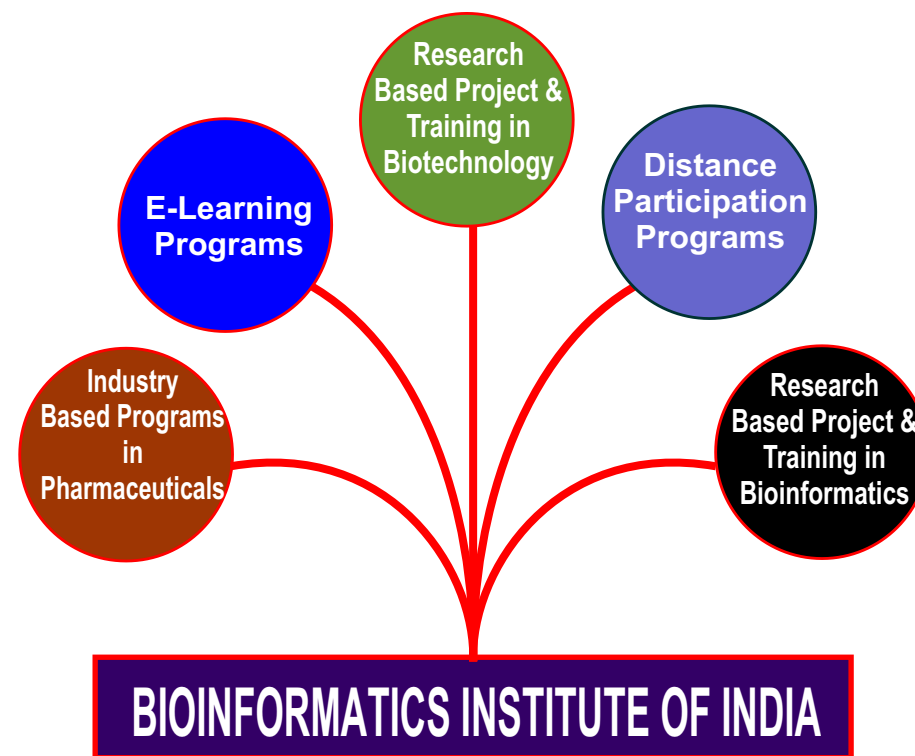 Research
Based Project &
Training in
Biotechnology
E-Learning
Programs
Distance
Participation
Programs
Industry
Based Programs
in
Pharmaceuticals
Research
Based Project &
Training in
Bioinformatics
BIOINFORMATICS INSTITUTE OF INDIA